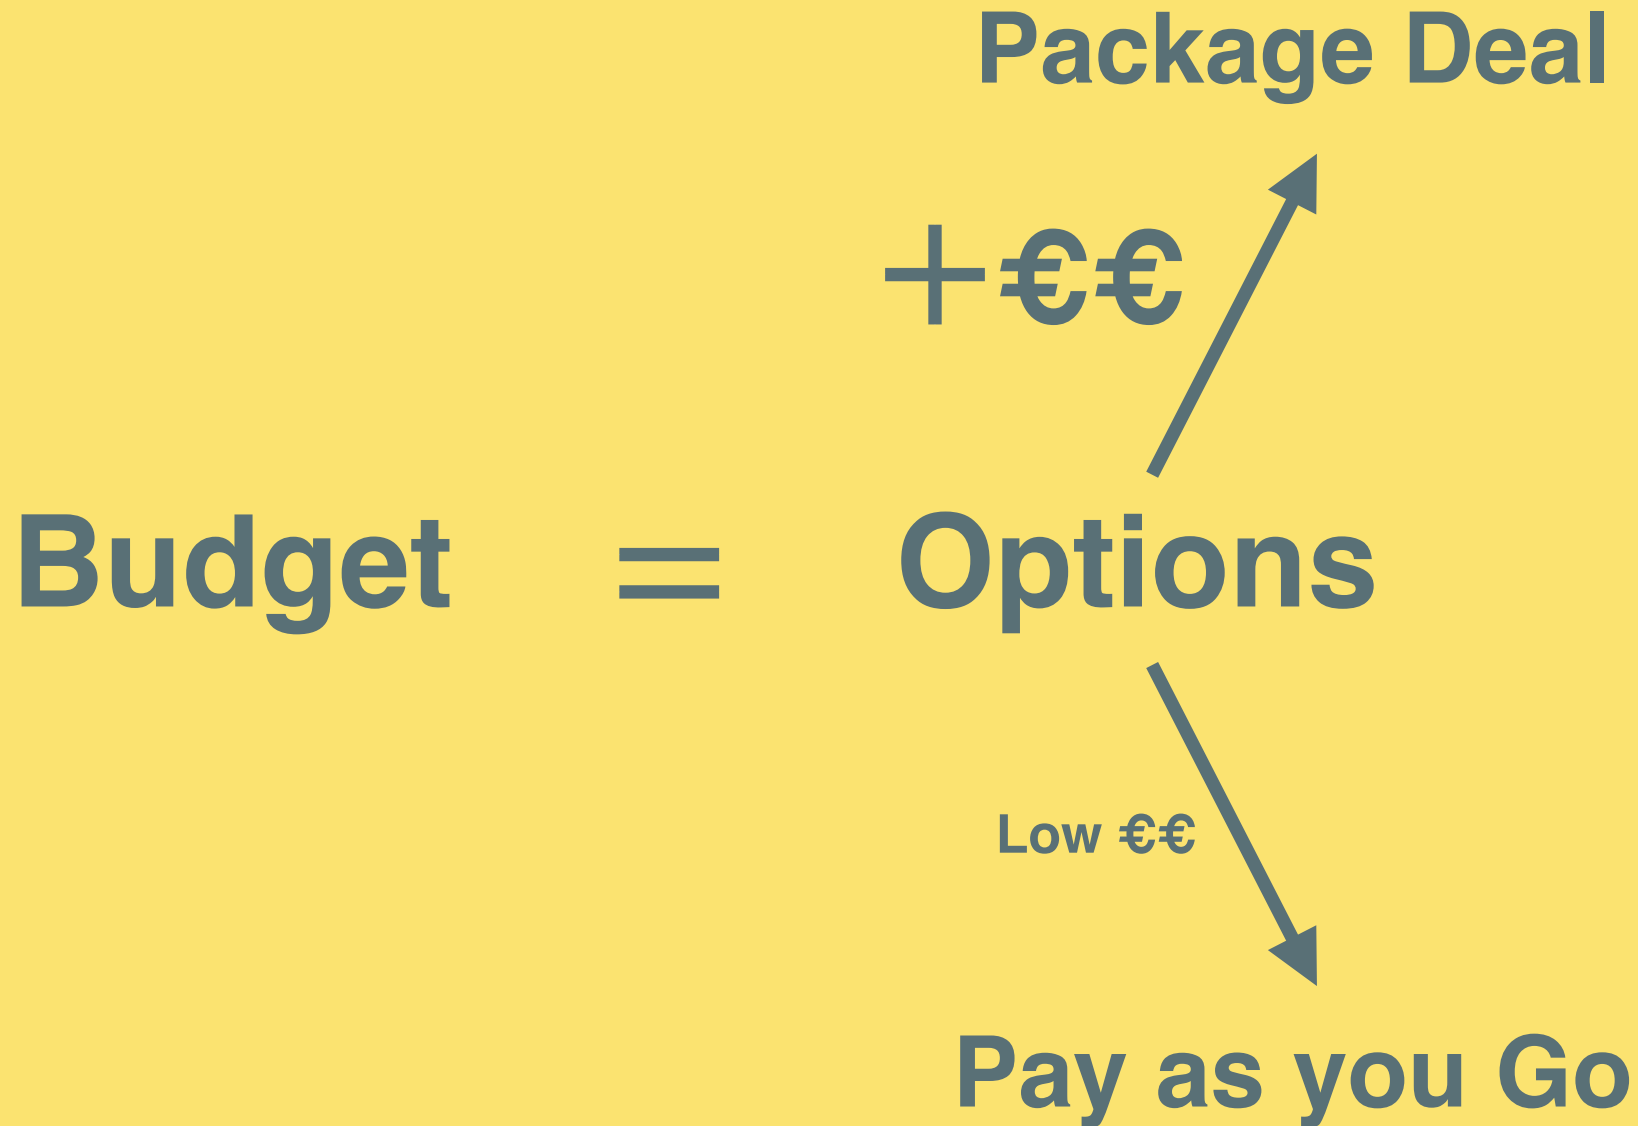 Package Deal
+€€
Budget = Options
Low €€
Pay as you Go